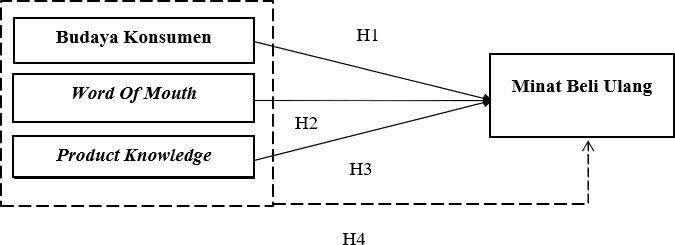 Budaya Konsumen
H1
Word Of Mouth
Minat Beli Ulang
H2
Product Knowledge
H3
H4